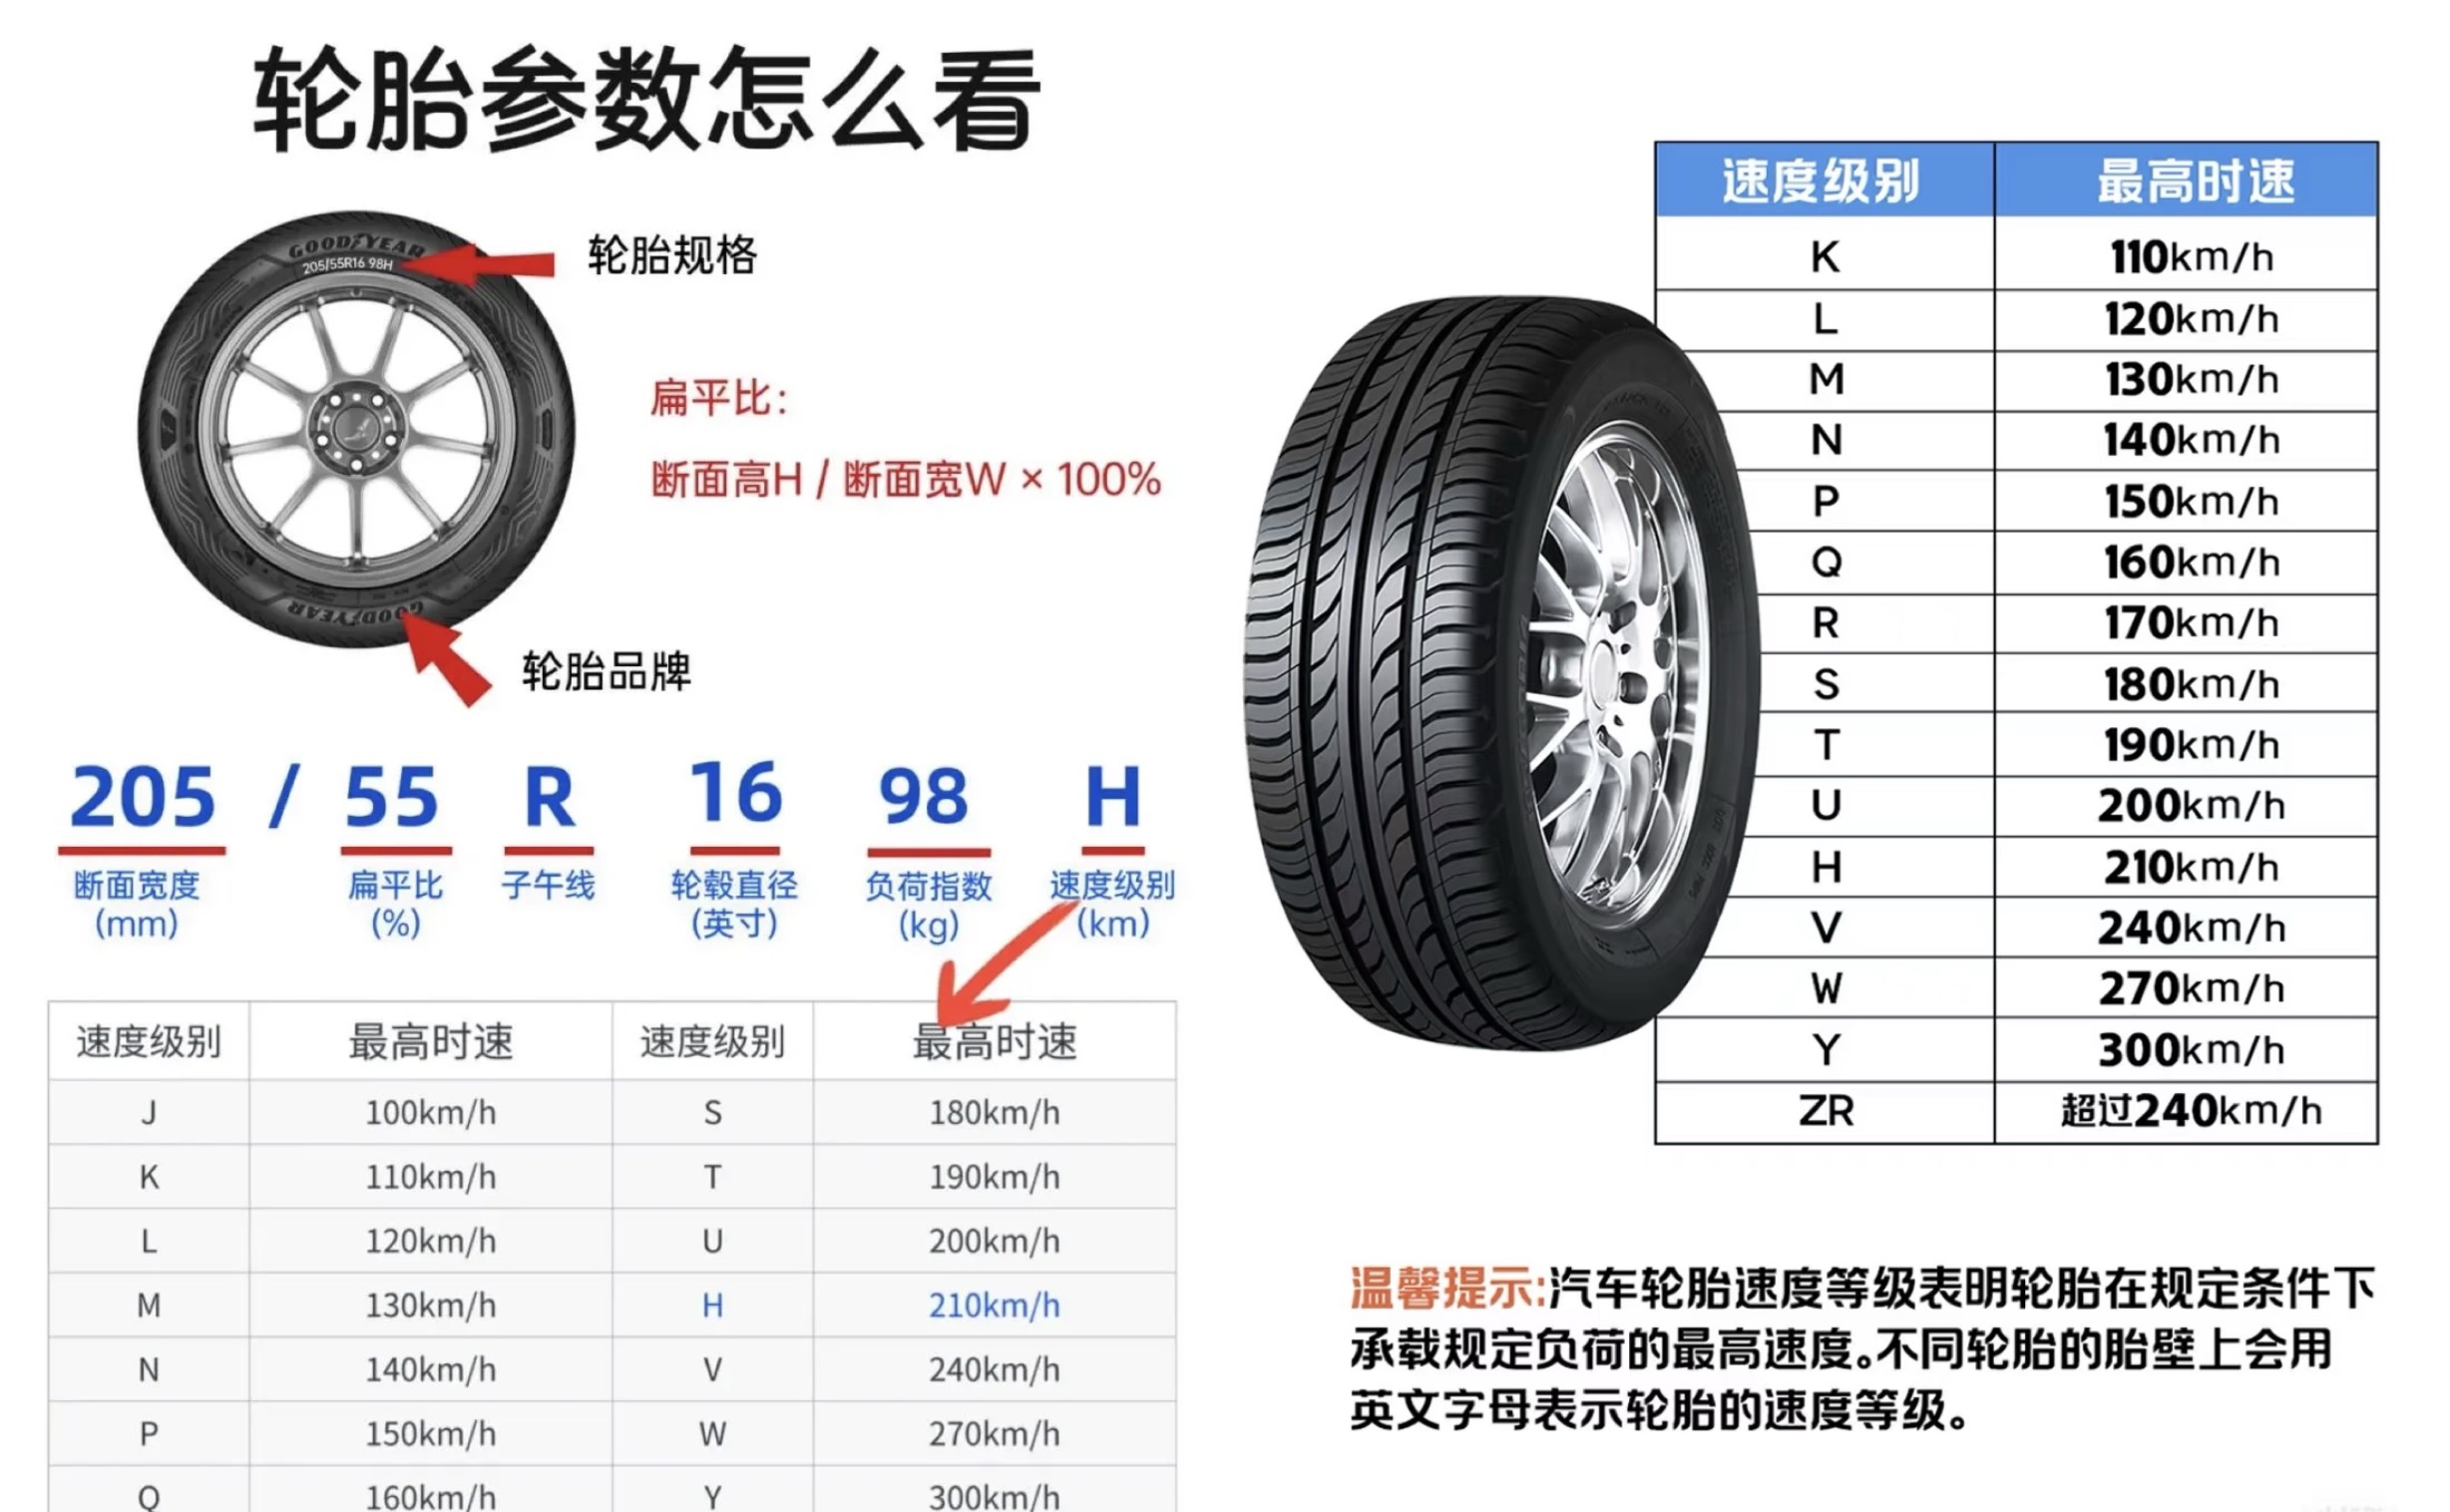 轮胎参数怎么看
GOODYEAR
205/55R16 98H
轮胎规格
扁平比：
断面高H / 断面宽W × 100%
GOODYEAR
轮胎品牌
205 / 55 R 16 98 H
断面宽度 扁平比 子午线 轮毂直径 负荷指数 速度级别
(mm) (%) (英寸) (kg) (km)
速度级别 最高时速 速度级别 最高时速
J 100km/h S 180km/h
K 110km/h T 190km/h
L 120km/h U 200km/h
M 130km/h H 210km/h
N 140km/h V 240km/h
P 150km/h W 270km/h
Q 160km/h Y 300km/h
速度级别 最高时速
K 110km/h
L 120km/h
M 130km/h
N 140km/h
P 150km/h
Q 160km/h
R 170km/h
S 180km/h
T 190km/h
U 200km/h
H 210km/h
V 240km/h
W 270km/h
Y 300km/h
ZR 超过240km/h
温馨提示:汽车轮胎速度等级表明轮胎在规定条件下
承载规定负荷的最高速度。不同轮胎的胎壁上会用
英文字母表示轮胎的速度等级。